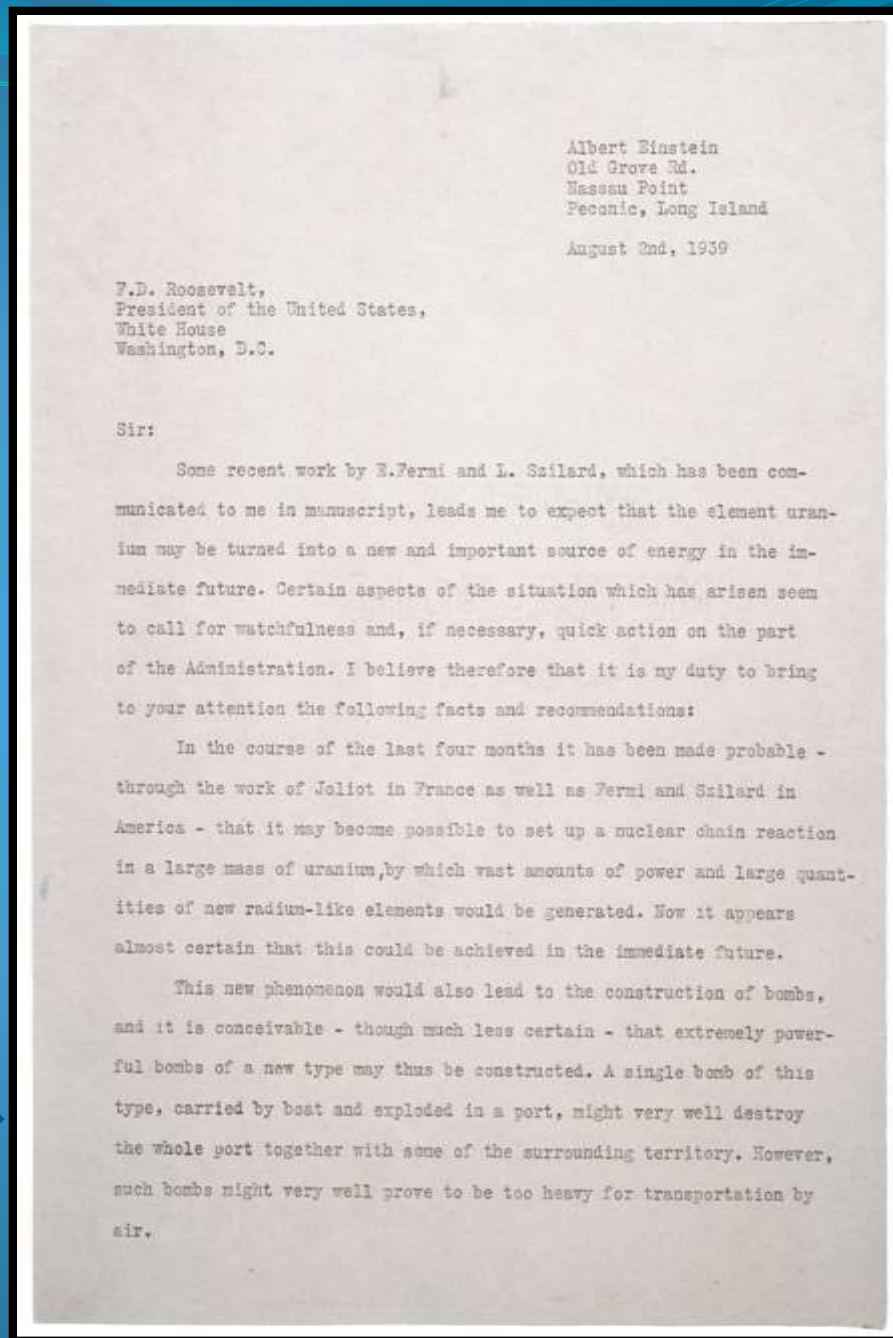 Albert Einstein
Old Grove Rd.
Nassau Point
Peconic, Long Island
August 2nd, 1939
F.D. Roosevelt,
President of the United States,
White House
Washington, D.C.
Sir:
Some recent work by E.Fermi and L. Szilard, which has been com-
municated to me in manuscript, leads me to expect that the element uran-
ium may be turned into a new and important source of energy in the im-
mediate future. Certain aspects of the situation which has arisen seem
to call for watchfulness and, if necessary, quick action on the part
of the Administration. I believe therefore that it is my duty to bring
to your attention the following facts and recommendations:
In the course of the last four months it has been made probable -
through the work of Joliot in France as well as Fermi and Szilard in
America - that it may become possible to set up a nuclear chain reaction
in a large mass of uranium,by which vast amounts of power and large quant-
ities of new radium-like elements would be generated. Now it appears
almost certain that this could be achieved in the immediate future.
This new phenomenon would also lead to the construction of bombs,
and it is conceivable - though much less certain - that extremely power-
ful bombs of a new type may thus be constructed. A single bomb of this
type, carried by boat and exploded in a port, might very well destroy
the whole port together with some of the surrounding territory. However,
such bombs might very well prove to be too heavy for transportation by
air.